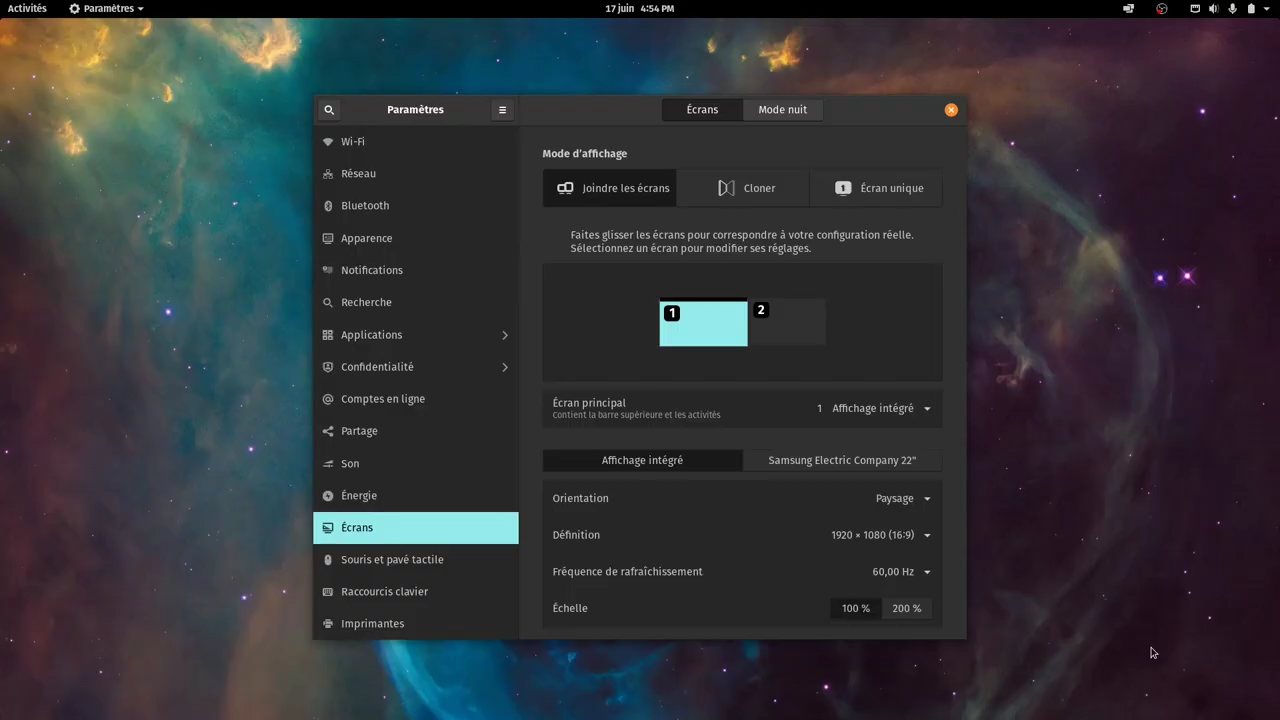 Activités
Paramètres
17 juin 4:54 PM
Paramètres
Écrans
Mode nuit
Wi-Fi
Réseau
Bluetooth
Apparence
Notifications
Recherche
Applications
Confidentialité
Comptes en ligne
Partage
Son
Énergie
Écrans
Souris et pavé tactile
Raccourcis clavier
Imprimantes
Mode d’affichage
Joindre les écrans
Cloner
1
Écran unique
Faites glisser les écrans pour correspondre à votre configuration réelle.
Sélectionnez un écran pour modifier ses réglages.
1
2
Écran principal
Contient la barre supérieure et les activités
1 Affichage intégré
Affichage intégré
Samsung Electric Company 22"
Orientation
Paysage
Définition
1920 × 1080 (16:9)
Fréquence de rafraîchissement
60,00 Hz
Échelle
100 %
200 %